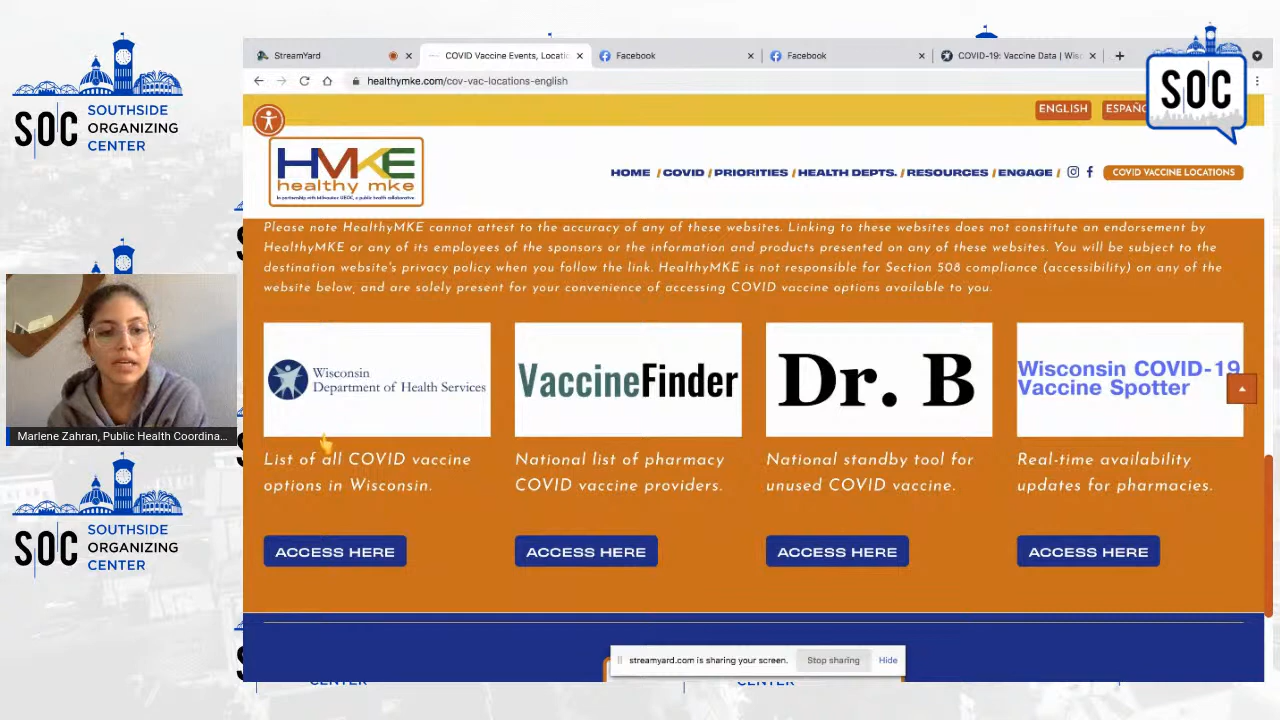 SOC SOUTHSIDE ORGANIZING CENTER
StreamYard
COVID Vaccine Events, Locati
Facebook
Facebook
COVID-19: Vaccine Data | Wisc
healthymke.com/cov-vac-locations-english
SOC
ENGLISH
ESPAÑO
HMKE
healthy mke
HOME / COVID / PRIORITIES / HEALTH DEPTS. / RESOURCES / ENGAGE /
COVID VACCINE LOCATIONS
Please note HealthyMKE cannot attest to the accuracy of any of these websites. Linking to these websites does not constitute an endorsement by
HealthyMKE or any of its employees of the sponsors or the information and products presented on any of these websites. You will be subject to the
destination website's privacy policy when you follow the link. HealthyMKE is not responsible for Section 508 compliance (accessibility) on any of the
website below, and are solely present for your convenience of accessing COVID vaccine options available to you.
Wisconsin
Department of Health Services
VaccineFinder
Dr. B
Wisconsin COVID-19
Vaccine Spotter
List of all COVID vaccine
options in Wisconsin.
National list of pharmacy
COVID vaccine providers.
National standby tool for
unused COVID vaccine.
Real-time availability
updates for pharmacies.
ACCESS HERE
ACCESS HERE
ACCESS HERE
ACCESS HERE
streamyard.com is sharing your screen.
Stop sharing
Hide
Marlene Zahran, Public Health Coordina...
SOC SOUTHSIDE ORGANIZING CENTER
CENTER
CENTER